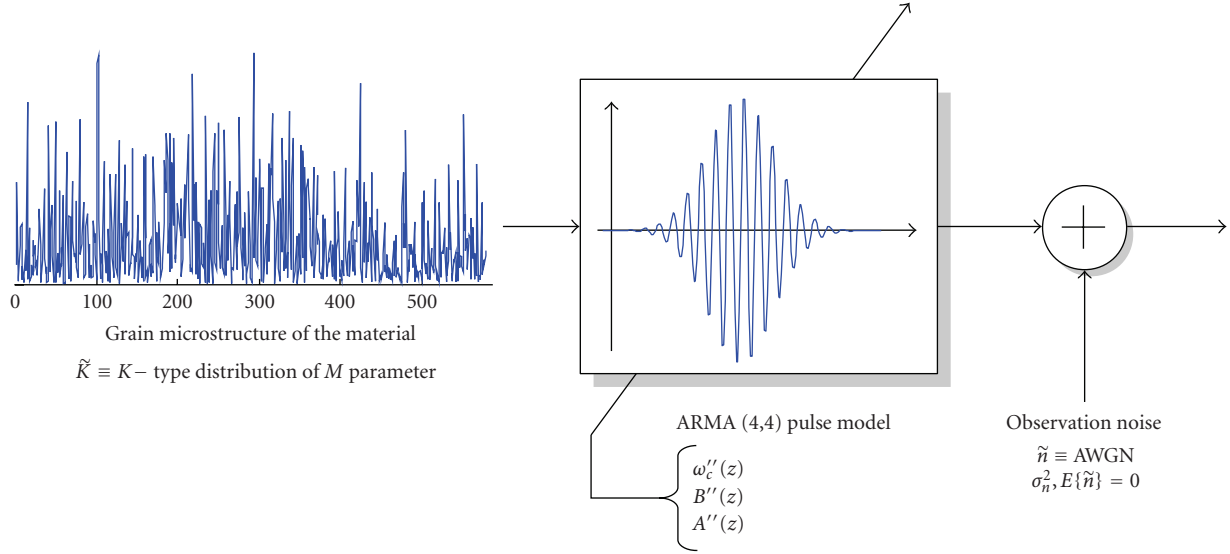 0 100 200 300 400 500
Grain microstructure of the material
K̃ ≡ K− type distribution of M parameter
ARMA (4,4) pulse model
ω″c(z)
B″(z)
A″(z)
Observation noise
ñ ≡ AWGN
σ²n, E{ñ} = 0